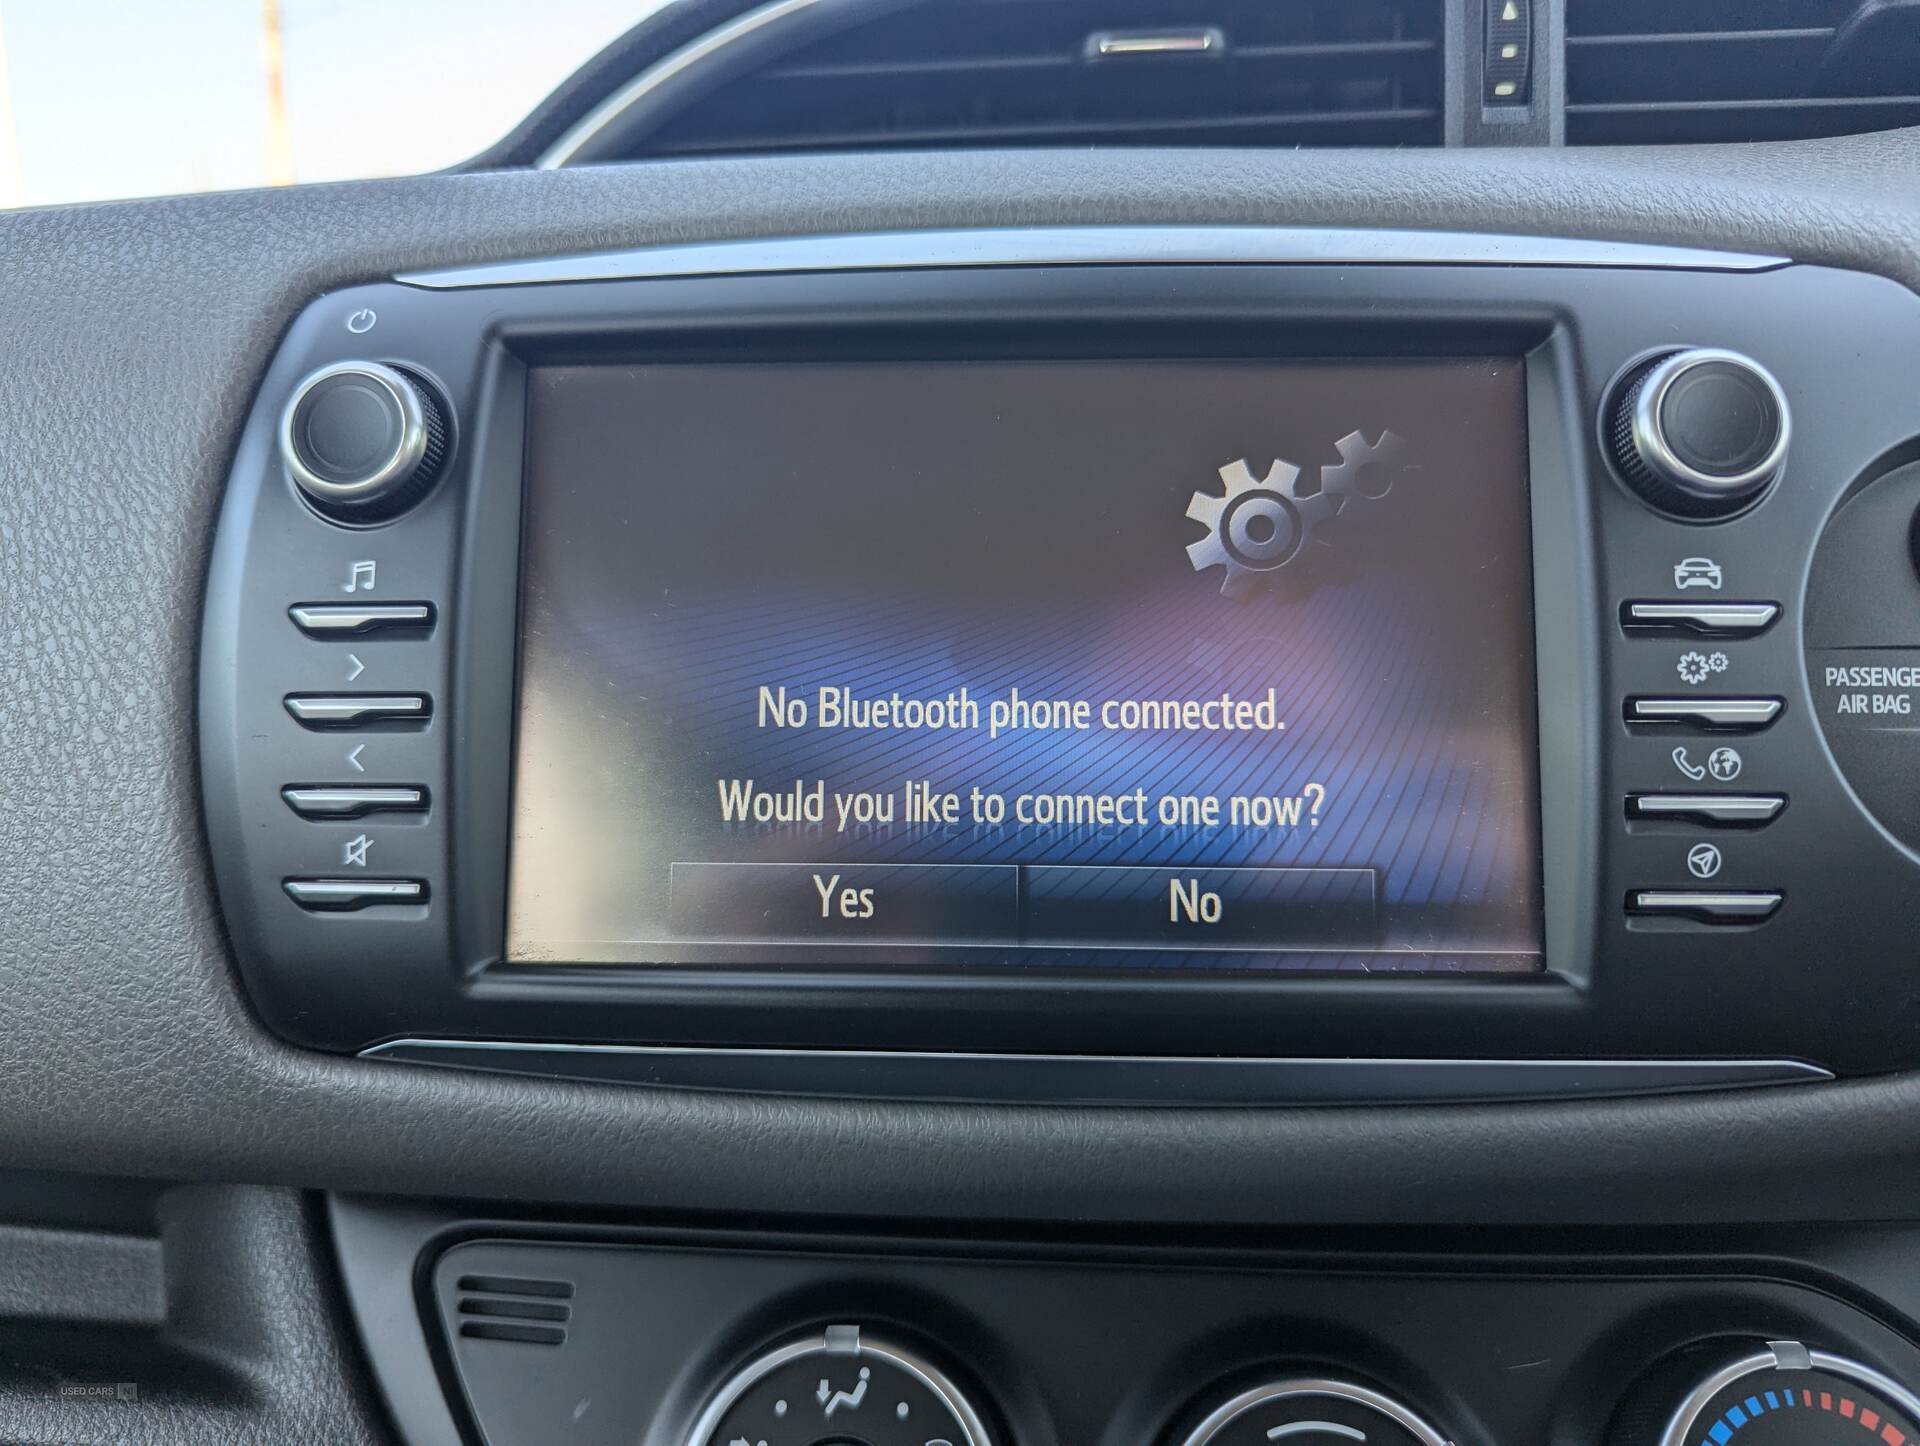 No Bluetooth phone connected.
Would you like to connect one now?
Yes No
PASSENGE
AIR BAG
USED CARS NI